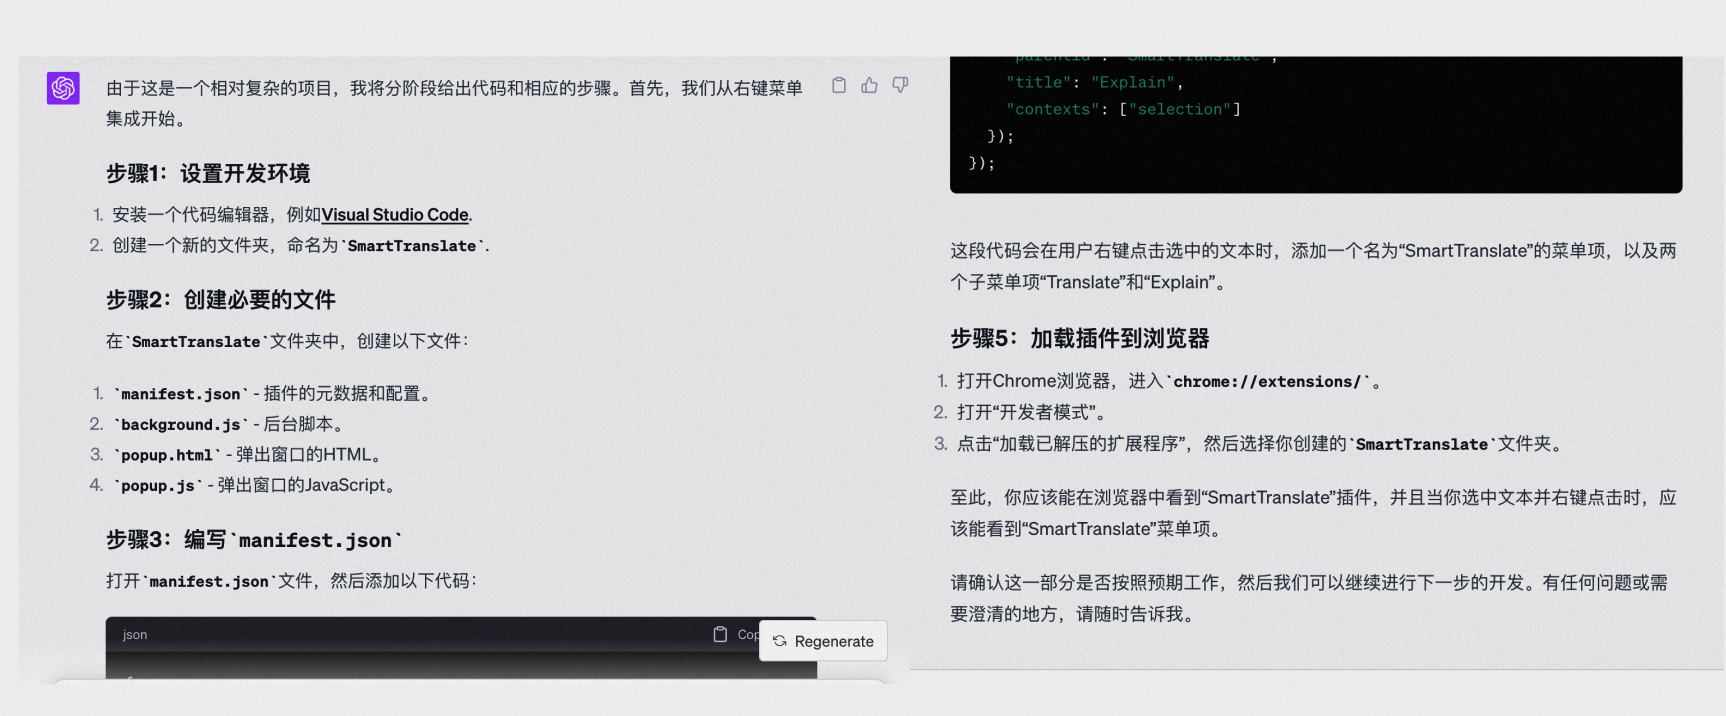 由于这是一个相对复杂的项目，我将分阶段给出代码和相应的步骤。首先，我们从右键菜单
集成开始。
步骤1：设置开发环境
1. 安装一个代码编辑器，例如Visual Studio Code.
2. 创建一个新的文件夹，命名为`SmartTranslate`.
步骤2：创建必要的文件
在`SmartTranslate`文件夹中，创建以下文件：
1. `manifest.json` - 插件的元数据和配置。
2. `background.js` - 后台脚本。
3. `popup.html` - 弹出窗口的HTML。
4. `popup.js` - 弹出窗口的JavaScript。
步骤3：编写`manifest.json`
打开`manifest.json`文件，然后添加以下代码：
json
Regenerate
"parentId": "SmartTranslate",
"title": "Explain",
"contexts": ["selection"]
});
});
这段代码会在用户右键点击选中的文本时，添加一个名为“SmartTranslate”的菜单项，以及两
个子菜单项“Translate”和“Explain”。
步骤5：加载插件到浏览器
1. 打开Chrome浏览器，进入`chrome://extensions/`。
2. 打开“开发者模式”。
3. 点击“加载已解压的扩展程序”，然后选择你创建的`SmartTranslate`文件夹。
至此，你应该能在浏览器中看到“SmartTranslate”插件，并且当你选中文本并右键点击时，应
该能看到“SmartTranslate”菜单项。
请确认这一部分是否按照预期工作，然后我们可以继续进行下一步的开发。有任何问题或需
要澄清的地方，请随时告诉我。